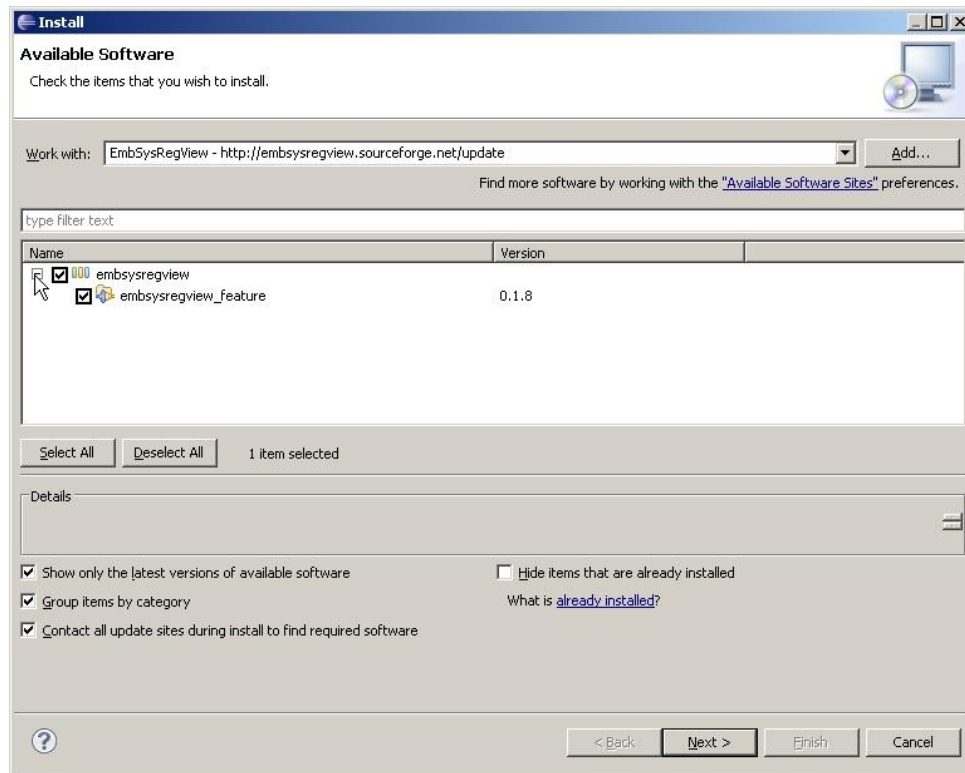 Install
Available Software
Check the items that you wish to install.
Work with: EmbSysRegView - http://embsysregview.sourceforge.net/update Add...
Find more software by working with the "Available Software Sites" preferences.
type filter text
Name Version
embsysregview
embsysregview_feature 0.1.8
Select All Deselect All 1 item selected
Details
Show only the latest versions of available software Hide items that are already installed
Group items by category What is already installed?
Contact all update sites during install to find required software
? < Back Next > Finish Cancel